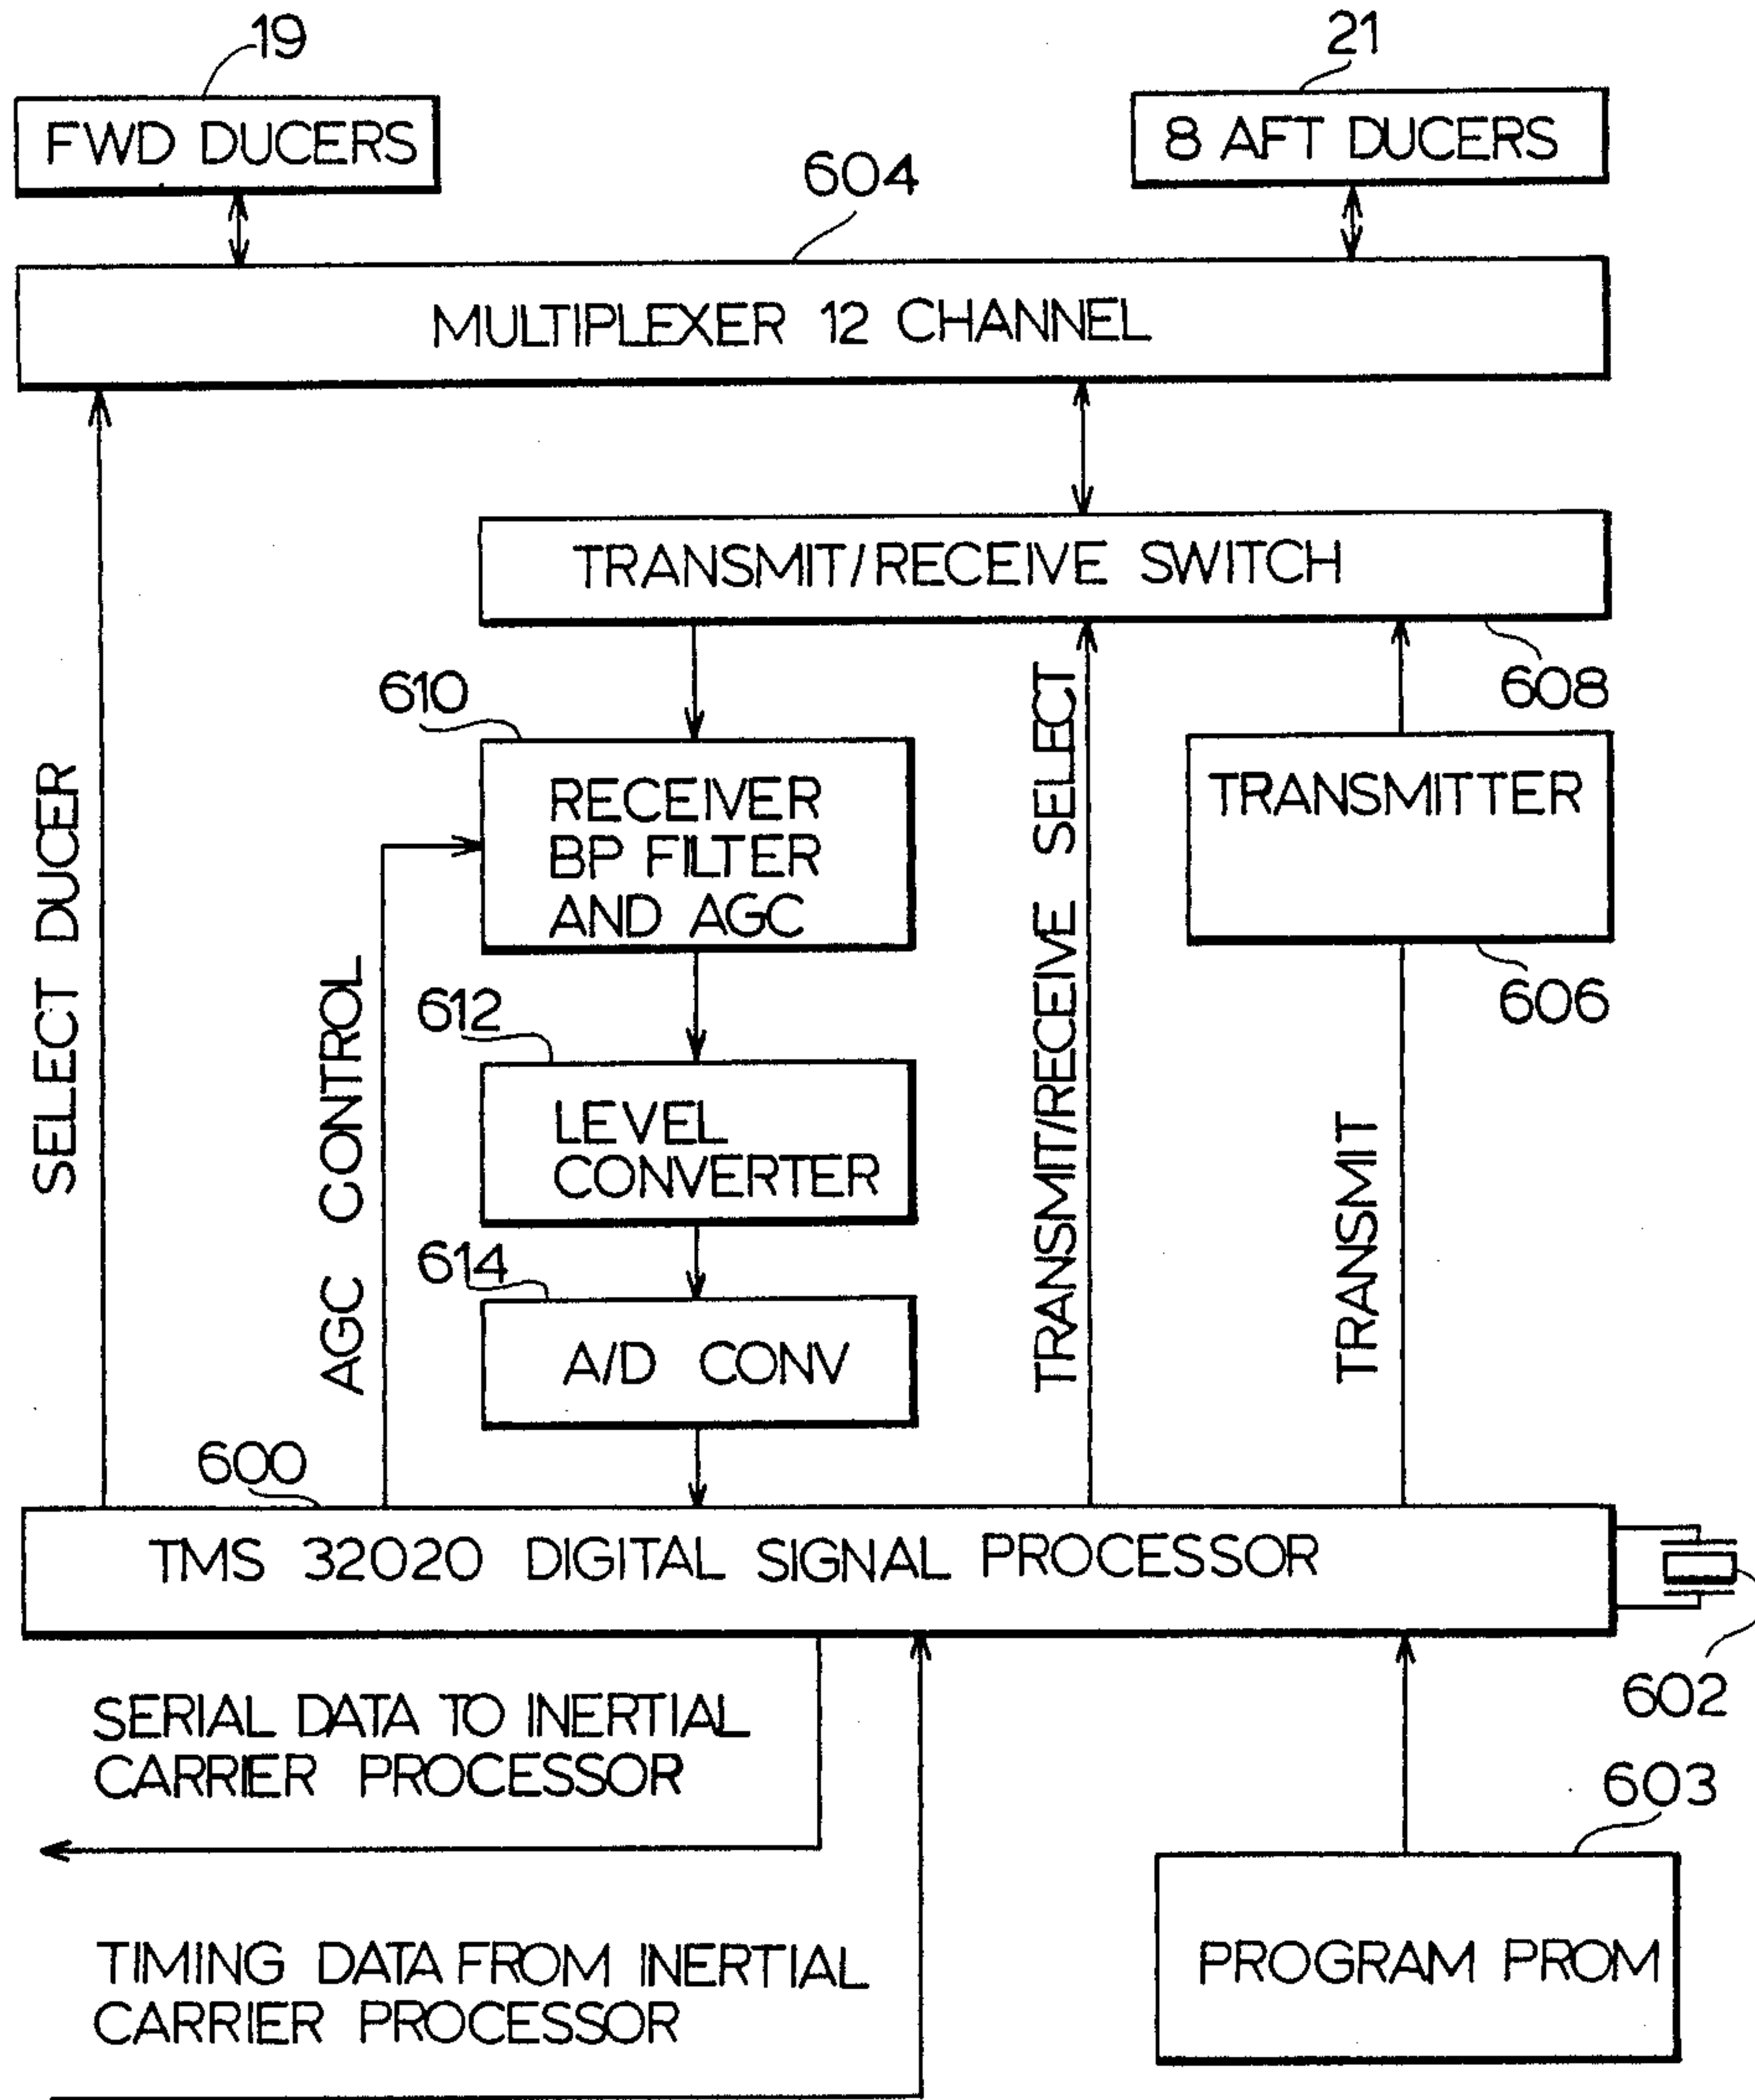 19
21
FWD DUCERS
8 AFT DUCERS
604
MULTIPLEXER 12 CHANNEL
TRANSMIT/RECEIVE SWITCH
608
610
RECEIVER
BP FILTER
AND AGC
TRANSMITTER
606
SELECT DUCER
AGC CONTROL
TRANSMIT/RECEIVE SELECT
TRANSMIT
612
LEVEL
CONVERTER
614
A/D CONV
600
TMS 32020 DIGITAL SIGNAL PROCESSOR
602
SERIAL DATA TO INERTIAL
CARRIER PROCESSOR
603
PROGRAM PROM
TIMING DATA FROM INERTIAL
CARRIER PROCESSOR